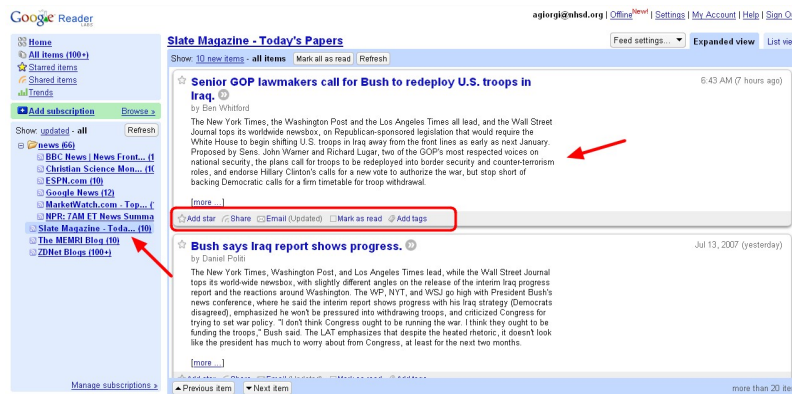 Google Reader
LABS
agiorgi@nhsd.org | Offline New! | Settings | My Account | Help | Sign O
Home
All items (100+)
Starred items
Shared items
Trends
Add subscription Browse »
Show: updated - all Refresh
news (66)
BBC News | News Front... (1
Christian Science Mon... (10
ESPN.com (10)
Google News (12)
MarketWatch.com - Top... (
NPR: 7AM ET News Summa
Slate Magazine - Toda... (10)
The MEMRI Blog (10)
ZDNet Blogs (100+)
Manage subscriptions »
Slate Magazine - Today's Papers
Feed settings... Expanded view List vie
Show: 10 new items - all items Mark all as read Refresh
Senior GOP lawmakers call for Bush to redeploy U.S. troops in
Iraq.
6:43 AM (7 hours ago)
by Ben Whitford
The New York Times, the Washington Post and the Los Angeles Times all lead, and the Wall Street
Journal tops its worldwide newsbox, on Republican-sponsored legislation that would require the
White House to begin shifting U.S. troops in Iraq away from the front lines as early as next January.
Proposed by Sens. John Warner and Richard Lugar, two of the GOP's most respected voices on
national security, the plans call for troops to be redeployed into border security and counter-terrorism
roles, and endorse Hillary Clinton's calls for a new vote to authorize the war, but stop short of
backing Democratic calls for a firm timetable for troop withdrawal.
[more ...]
Add star Share Email (Updated) Mark as read Add tags
Bush says Iraq report shows progress.
Jul 13, 2007 (yesterday)
by Daniel Politi
The New York Times, Washington Post, and Los Angeles Times lead, while the Wall Street Journal
tops its world-wide newsbox, with slightly different angles on the release of the interim Iraq progress
report and the reactions around Washington. The WP, NYT, and WSJ go high with President Bush's
news conference, where he said the interim report shows progress with his Iraq strategy (Democrats
disagreed), emphasized he won't be pressured into withdrawing troops, and criticized Congress for
trying to set war policy. "I don't think Congress ought to be running the war. I think they ought to be
funding the troops," Bush said. The LAT emphasizes that despite the heated rhetoric, it doesn't look
like the president has much to worry about from Congress, at least for the next two months.
[more ...]
Previous item Next item
more than 20 ite